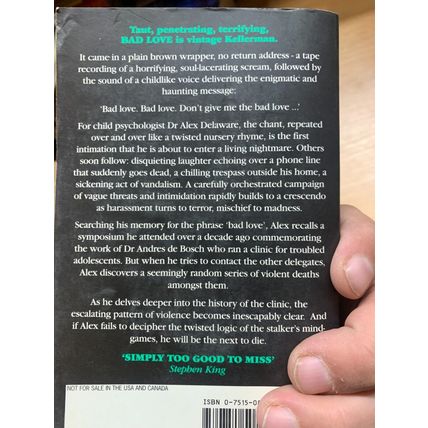 Taut, penetrating, terrifying,
BAD LOVE is vintage Kellerman.
It came in a plain brown wrapper, no return address - a tape
recording of a horrifying, soul-lacerating scream, followed by
the sound of a childlike voice delivering the enigmatic and
haunting message:
'Bad love. Bad love. Don't give me the bad love ...'
For child psychologist Dr Alex Delaware, the chant, repeated
over and over like a twisted nursery rhyme, is the first
intimation that he is about to enter a living nightmare. Others
soon follow: disquieting laughter echoing over a phone line
that suddenly goes dead, a chilling trespass outside his home, a
sickening act of vandalism. A carefully orchestrated campaign
of vague threats and intimidation rapidly builds to a crescendo
as harassment turns to terror, mischief to madness.
Searching his memory for the phrase 'bad love', Alex recalls a
symposium he attended over a decade ago commemorating
the work of Dr Andres de Bosch who ran a clinic for troubled
adolescents. But when he tries to contact the other delegates,
Alex discovers a seemingly random series of violent deaths
amongst them.
As he delves deeper into the history of the clinic, the
escalating pattern of violence becomes inescapably clear. And
if Alex fails to decipher the twisted logic of the stalker's mind-
games, he will be the next to die.
'SIMPLY TOO GOOD TO MISS'
Stephen King
NOT FOR SALE IN THE USA AND CANADA
ISBN 0-7515-0